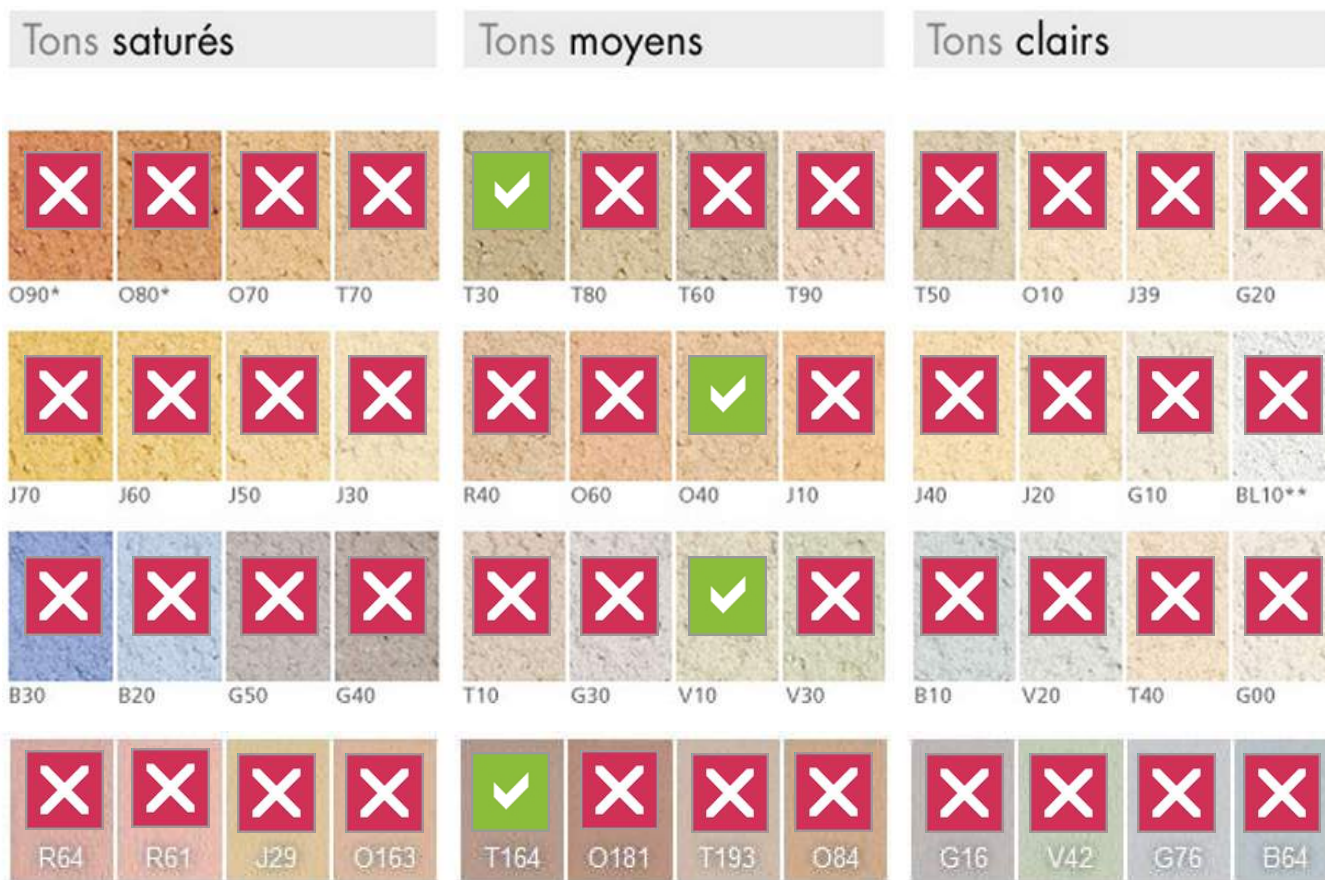 Tons saturés Tons moyens Tons clairs
O90* O80* O70 T70 T30 T80 T60 T90 T50 O10 J39 G20
J70 J60 J50 J30 R40 O60 O40 J10 J40 J20 G10 BL10**
B30 B20 G50 G40 T10 G30 V10 V30 B10 V20 T40 G00
R64 R61 J29 O163 T164 O181 T193 O84 G16 V42 G76 B64